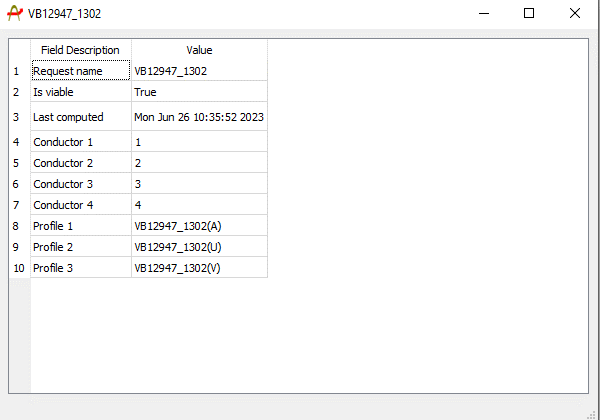 VB12947_1302
Field Description Value
1 Request name VB12947_1302
2 Is viable True
3 Last computed Mon Jun 26 10:35:52 2023
4 Conductor 1 1
5 Conductor 2 2
6 Conductor 3 3
7 Conductor 4 4
8 Profile 1 VB12947_1302(A)
9 Profile 2 VB12947_1302(U)
10 Profile 3 VB12947_1302(V)